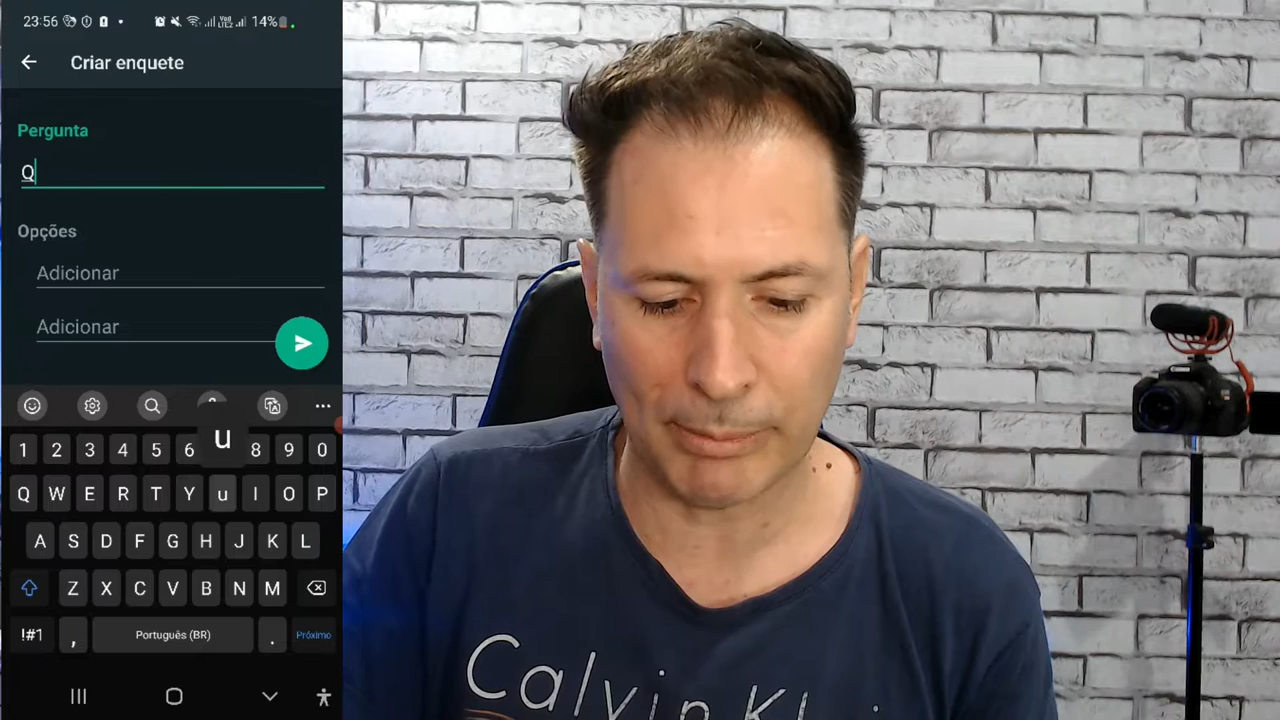 23:56 14%
Criar enquete
Pergunta
Q
Opções
Adicionar
Adicionar
u
1 2 3 4 5 6 8 9 0
Q W E R T Y u I O P
A S D F G H J K L
Z X C V B N M
!#1 , Português (BR) . Próximo
Calvin Kl